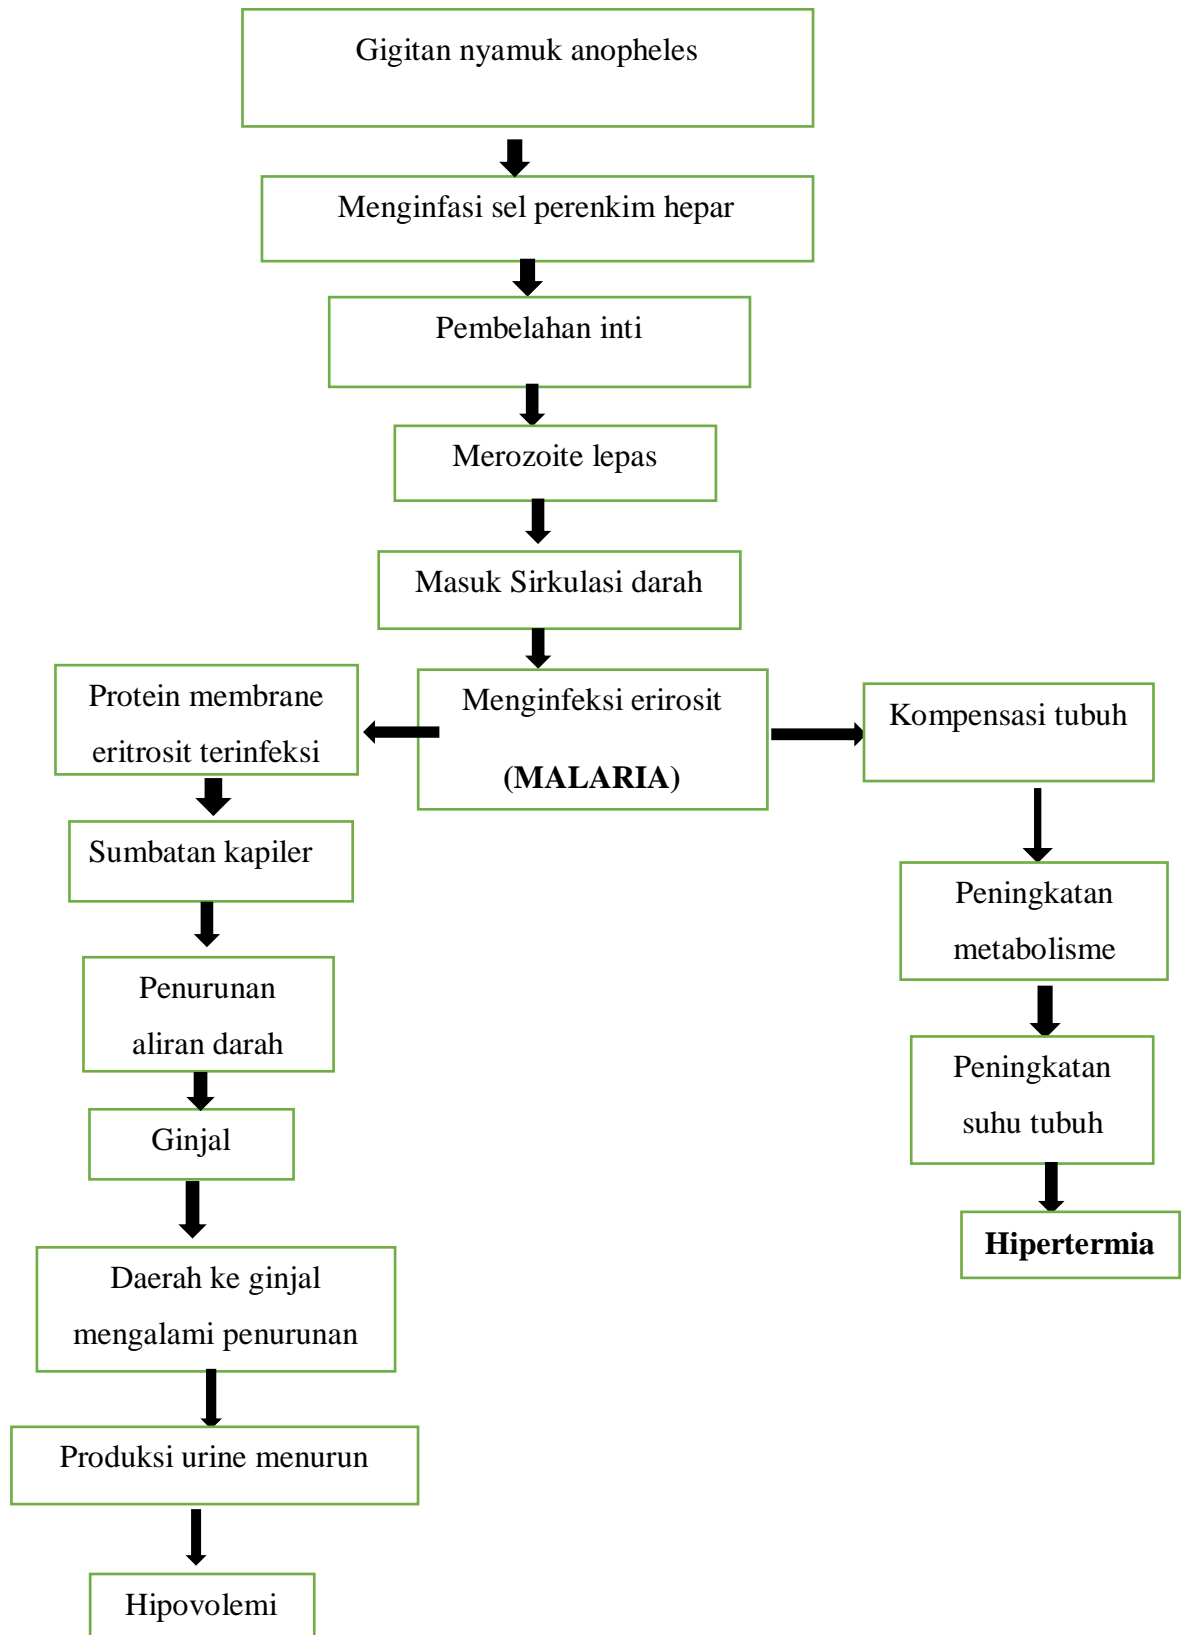 Gigitan nyamuk anopheles
Menginfasi sel perenkim hepar
Pembelahan inti
Merozoite lepas
Masuk Sirkulasi darah
Menginfeksi erirosit
(MALARIA)
Protein membrane
eritrosit terinfeksi
Sumbatan kapiler
Penurunan
aliran darah
Ginjal
Daerah ke ginjal
mengalami penurunan
Produksi urine menurun
Hipovolemi
Kompensasi tubuh
Peningkatan
metabolisme
Peningkatan
suhu tubuh
Hipertermia